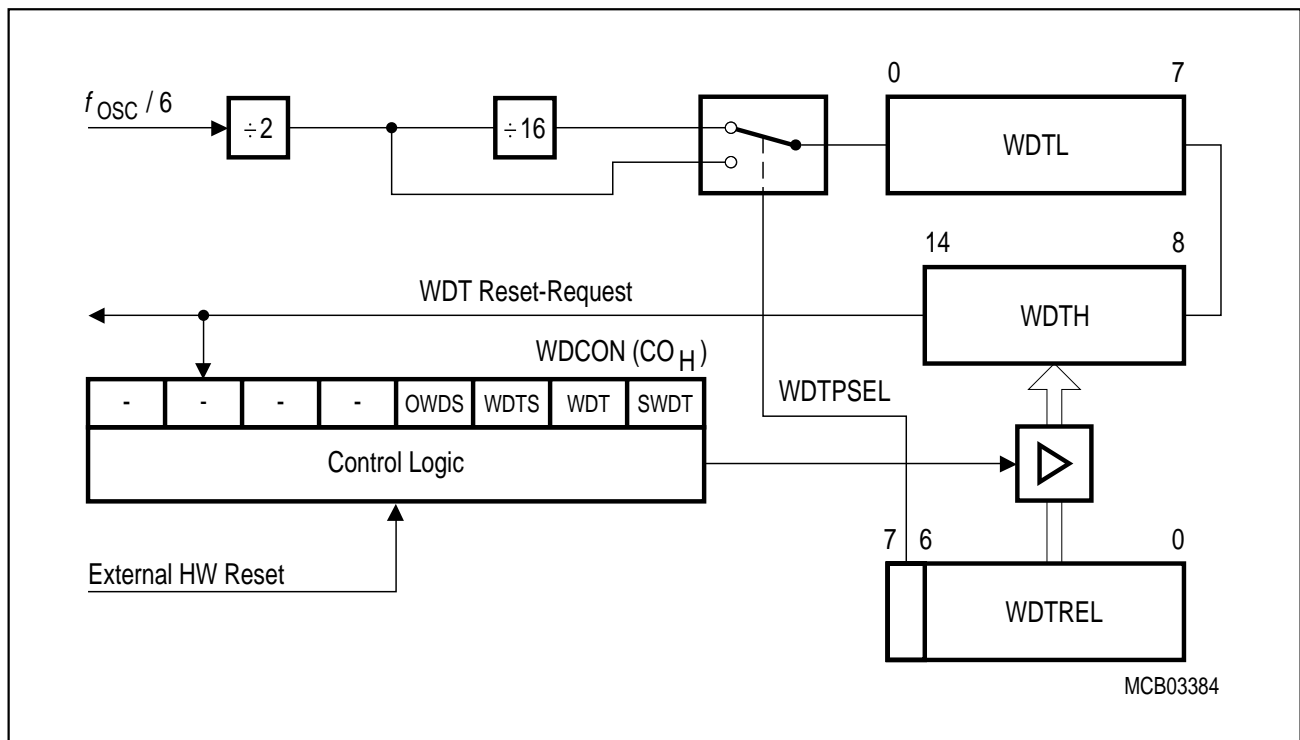 f OSC / 6
÷2
÷16
0 7
WDTL
14 8
WDTH
WDT Reset-Request
WDCON (CO H)
- - - - OWDS WDTS WDT SWDT
Control Logic
WDTPSEL
External HW Reset
7 6 0
WDTREL
MCB03384